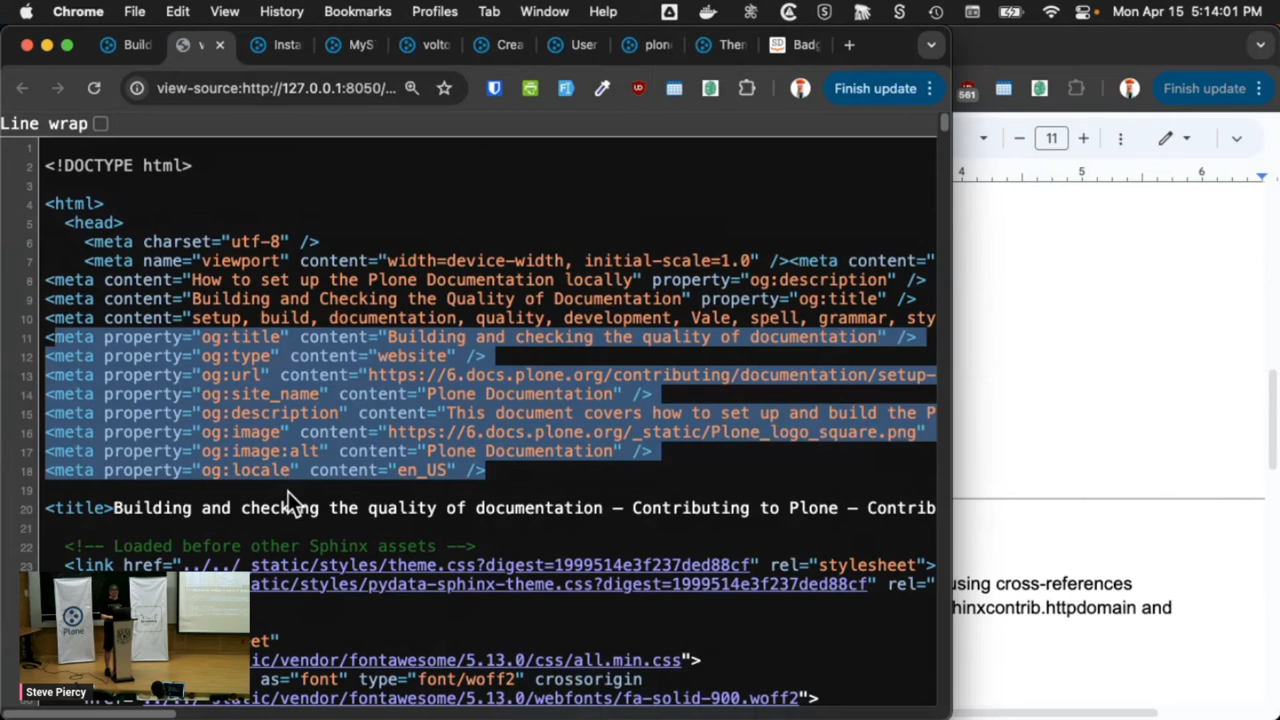 Chrome File Edit View History Bookmarks Profiles Tab Window Help Mon Apr 15 5:14:01 PM
Build Insta MyS volto Crea User plon Ther Badg
view-source:http://127.0.0.1:8050/... Finish update 561 Finish update
Line wrap 11
4 5 6
1
2 <!DOCTYPE html>
3
4 <html>
5 <head>
6 <meta charset="utf-8" />
7 <meta name="viewport" content="width=device-width, initial-scale=1.0" /><meta content="
8 <meta content="How to set up the Plone Documentation locally" property="og:description" />
9 <meta content="Building and Checking the Quality of Documentation" property="og:title" />
10 <meta content="setup, build, documentation, quality, development, Vale, spell, grammar, sty
11 <meta property="og:title" content="Building and checking the quality of documentation" />
12 <meta property="og:type" content="website" />
13 <meta property="og:url" content="https://6.docs.plone.org/contributing/documentation/setup-
14 <meta property="og:site_name" content="Plone Documentation" />
15 <meta property="og:description" content="This document covers how to set up and build the P
16 <meta property="og:image" content="https://6.docs.plone.org/_static/Plone_logo_square.png"
17 <meta property="og:image:alt" content="Plone Documentation" />
18 <meta property="og:locale" content="en_US" />
19
20 <title>Building and checking the quality of documentation — Contributing to Plone — Contrib
21
22 <!-- Loaded before other Sphinx assets -->
23 <link href="../../_static/styles/theme.css?digest=1999514e3f237ded88cf" rel="stylesheet">
atic/styles/pydata-sphinx-theme.css?digest=1999514e3f237ded88cf" rel="
using cross-references
hinxcontrib.httpdomain and
et"
ic/vendor/fontawesome/5.13.0/css/all.min.css">
as="font" type="font/woff2" crossorigin
ic/vendor/fontawesome/5.13.0/webfonts/fa-solid-900.woff2">
Plone
Steve Piercy